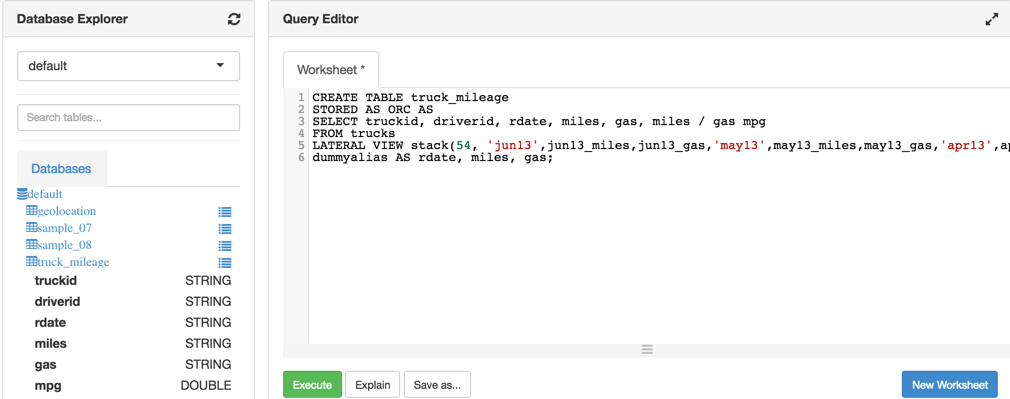 Database Explorer
default
Search tables...
Databases
default
geolocation
sample_07
sample_08
truck_mileage
truckid STRING
driverid STRING
rdate STRING
miles STRING
gas STRING
mpg DOUBLE
Query Editor
Worksheet *
1 CREATE TABLE truck_mileage
2 STORED AS ORC AS
3 SELECT truckid, driverid, rdate, miles, gas, miles / gas mpg
4 FROM trucks
5 LATERAL VIEW stack(54, 'jun13',jun13_miles,jun13_gas,'may13',may13_miles,may13_gas,'apr13',
6 dummyalias AS rdate, miles, gas;
Execute Explain Save as... New Worksheet